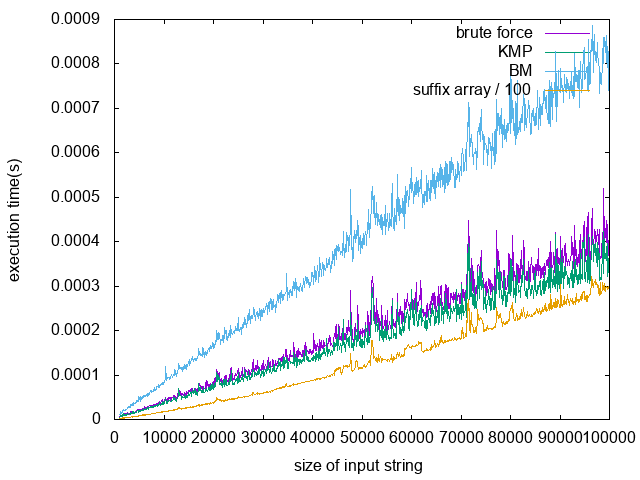 0.0009
0.0008
0.0007
0.0006
0.0005
0.0004
0.0003
0.0002
0.0001
0
execution time(s)
brute force
KMP
BM
suffix array / 100
0 10000 20000 30000 40000 50000 60000 70000 80000 90000 100000
size of input string